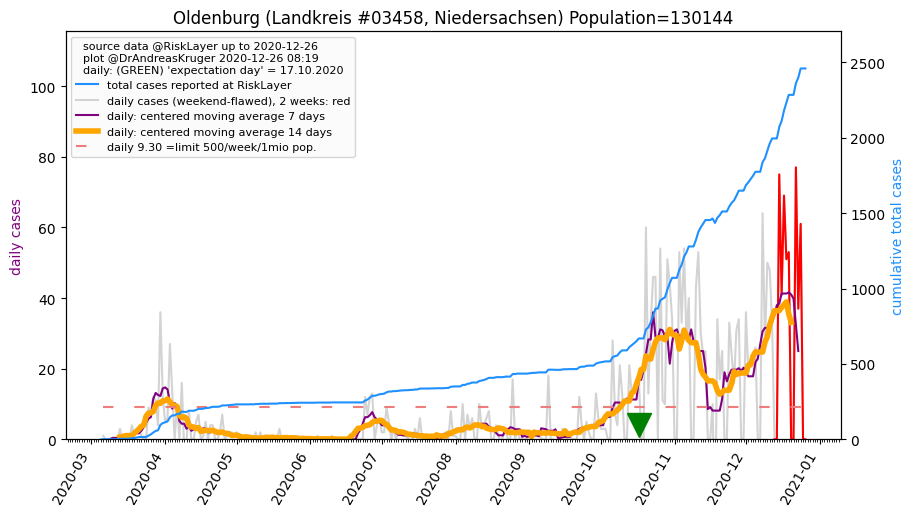 Oldenburg (Landkreis #03458, Niedersachsen) Population=130144
source data @RiskLayer up to 2020-12-26
plot @DrAndreasKruger 2020-12-26 08:19
daily: (GREEN) 'expectation day' = 17.10.2020
total cases reported at RiskLayer
daily cases (weekend-flawed), 2 weeks: red
daily: centered moving average 7 days
daily: centered moving average 14 days
daily 9.30 =limit 500/week/1mio pop.
daily cases
0
20
40
60
80
100
cumulative total cases
0
500
1000
1500
2000
2500
2020-03
2020-04
2020-05
2020-06
2020-07
2020-08
2020-09
2020-10
2020-11
2020-12
2021-01